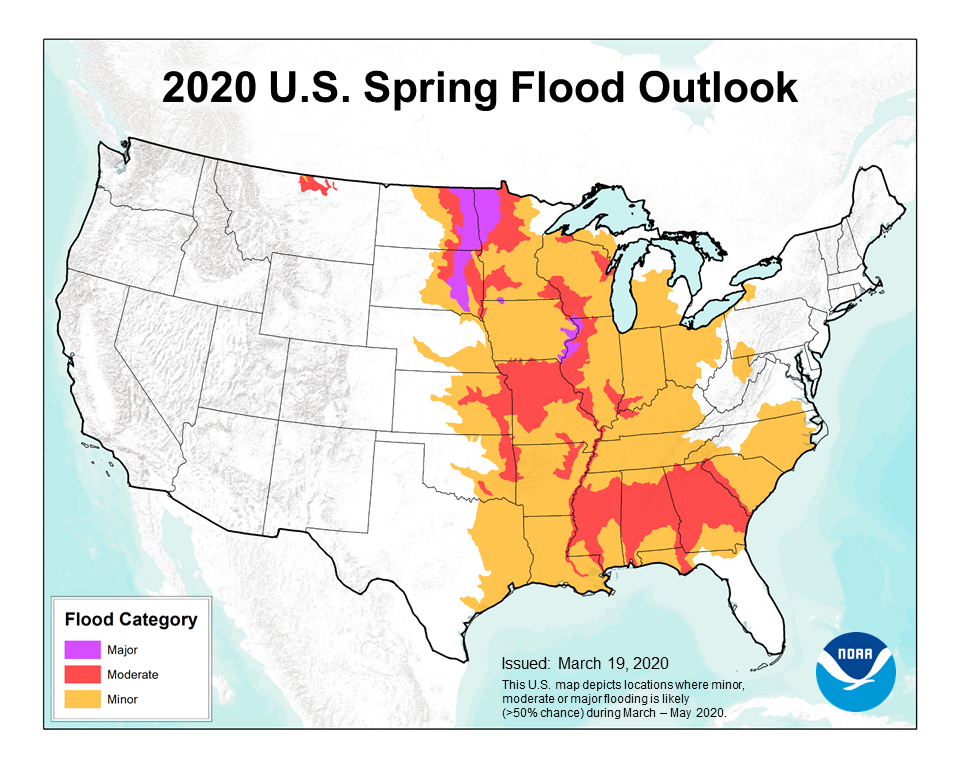 2020 U.S. Spring Flood Outlook
Flood Category
Major
Moderate
Minor
Issued: March 19, 2020
This U.S. map depicts locations where minor,
moderate or major flooding is likely
(>50% chance) during March – May 2020.
NOAA